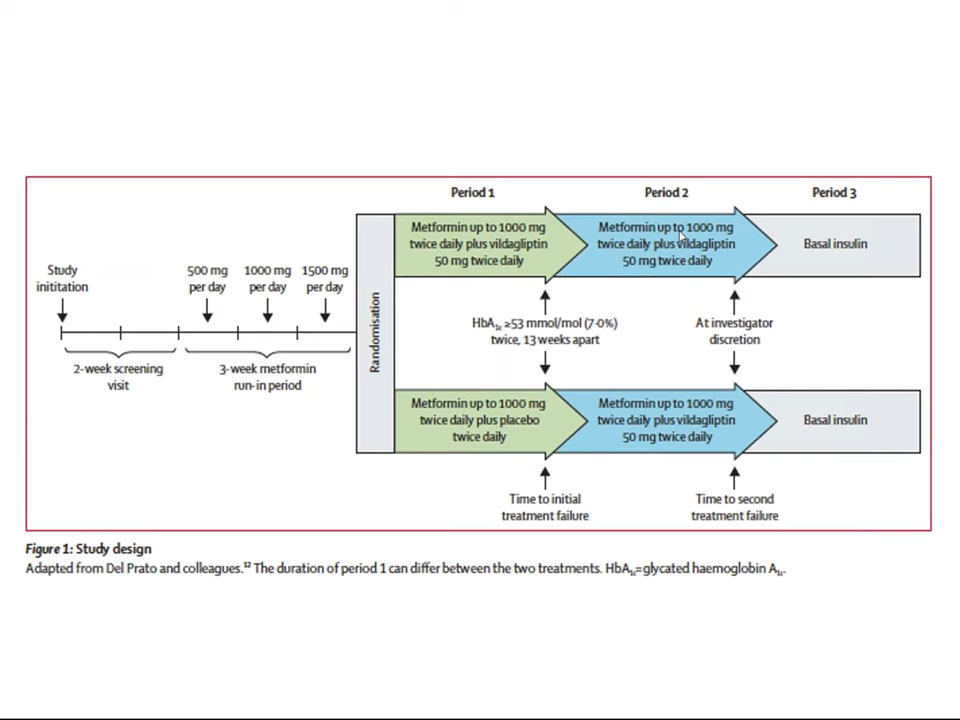 Period 1
Period 2
Period 3
Metformin up to 1000 mg
twice daily plus vildagliptin
50 mg twice daily
Metformin up to 1000 mg
twice daily plus vildagliptin
50 mg twice daily
Basal insulin
Study
inititation
500 mg
per day
1000 mg
per day
1500 mg
per day
Randomisation
HbA1c ≥53 mmol/mol (7·0%)
twice, 13 weeks apart
At investigator
discretion
2-week screening
visit
3-week metformin
run-in period
Metformin up to 1000 mg
twice daily plus placebo
twice daily
Metformin up to 1000 mg
twice daily plus vildagliptin
50 mg twice daily
Basal insulin
Time to initial
treatment failure
Time to second
treatment failure
Figure 1: Study design
Adapted from Del Prato and colleagues.12 The duration of period 1 can differ between the two treatments. HbA1c=glycated haemoglobin A1c.